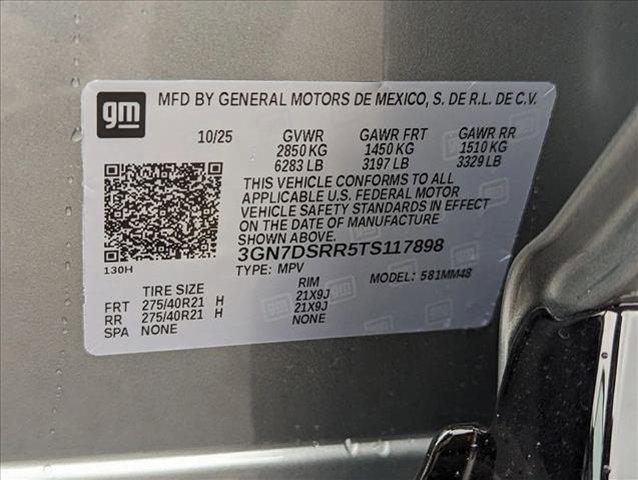 gm MFD BY GENERAL MOTORS DE MEXICO, S. DE R.L. DE C.V.
10/25 GVWR GAWR FRT GAWR RR
2850 KG 1450 KG 1510 KG
6283 LB 3197 LB 3329 LB
THIS VEHICLE CONFORMS TO ALL
APPLICABLE U.S. FEDERAL MOTOR
VEHICLE SAFETY STANDARDS IN EFFECT
ON THE DATE OF MANUFACTURE
SHOWN ABOVE.
3GN7DSRR5TS117898
130H TYPE: MPV MODEL: 581MM48
TIRE SIZE RIM
FRT 275/40R21 H 21X9J
RR 275/40R21 H 21X9J
SPA NONE NONE